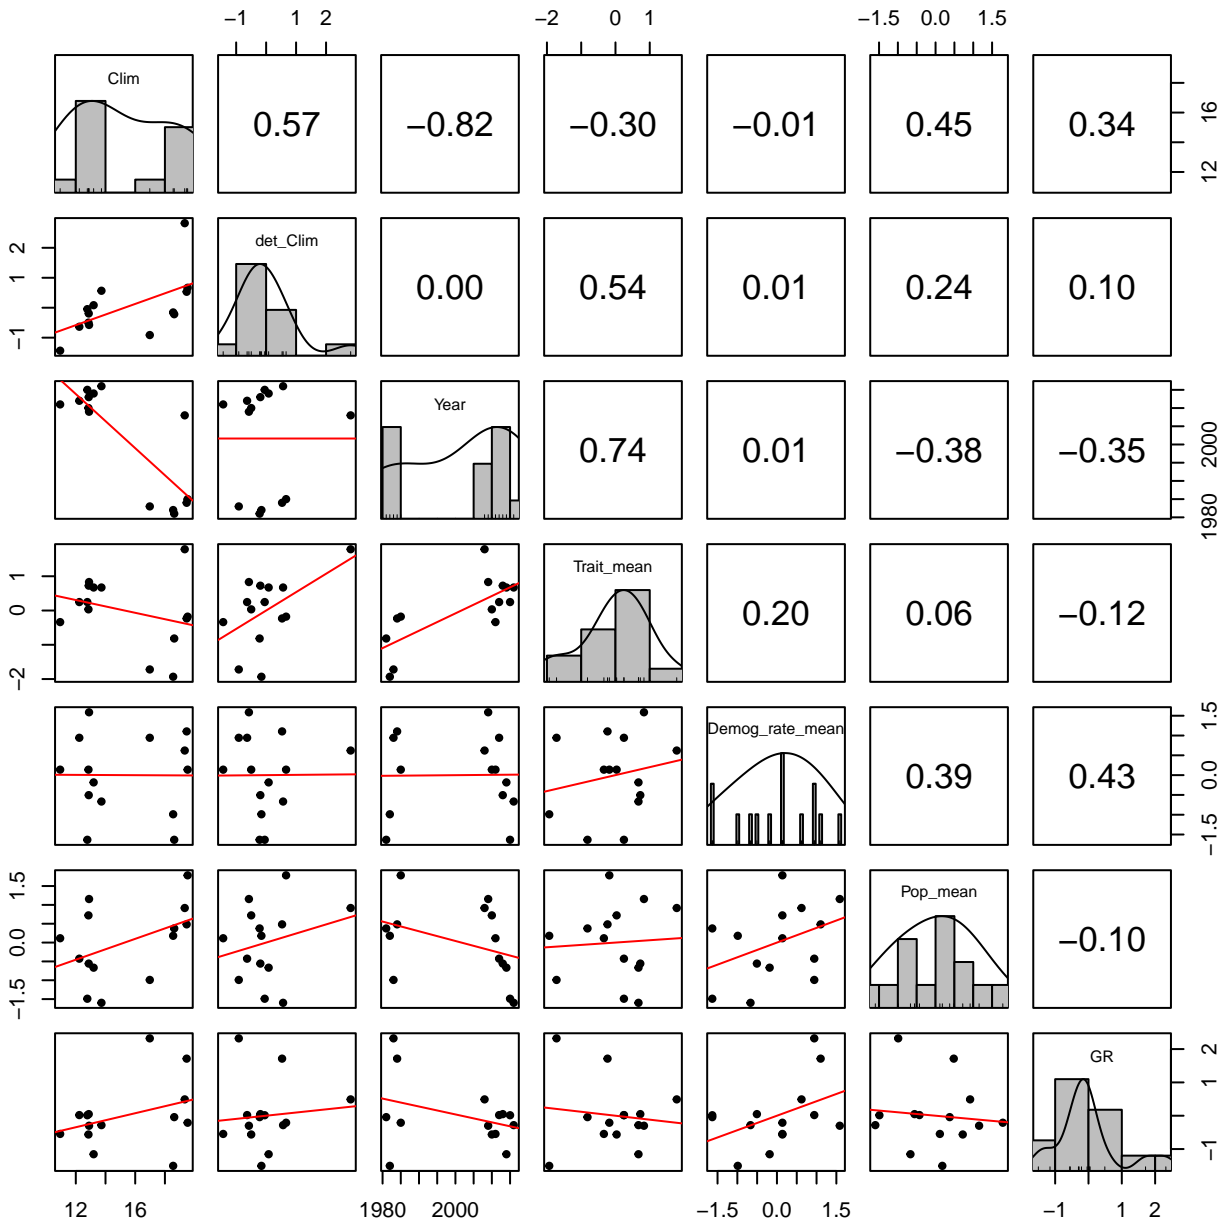 −1 1 2 −2 0 1 −1.5 0.0 1.5
Clim 0.57 −0.82 −0.30 −0.01 0.45 0.34 12 16
2 1 −1 det_Clim 0.00 0.54 0.01 0.24 0.10
Year 0.74 0.01 −0.38 −0.35 1980 2000
1 0 −2 Trait_mean 0.20 0.06 −0.12
Demog_rate_mean 0.39 0.43 −1.5 0.0 1.5
1.5 0.0 −1.5 Pop_mean −0.10
GR −1 1 2
12 16 1980 2000 −1.5 0.0 1.5 −1 1 2